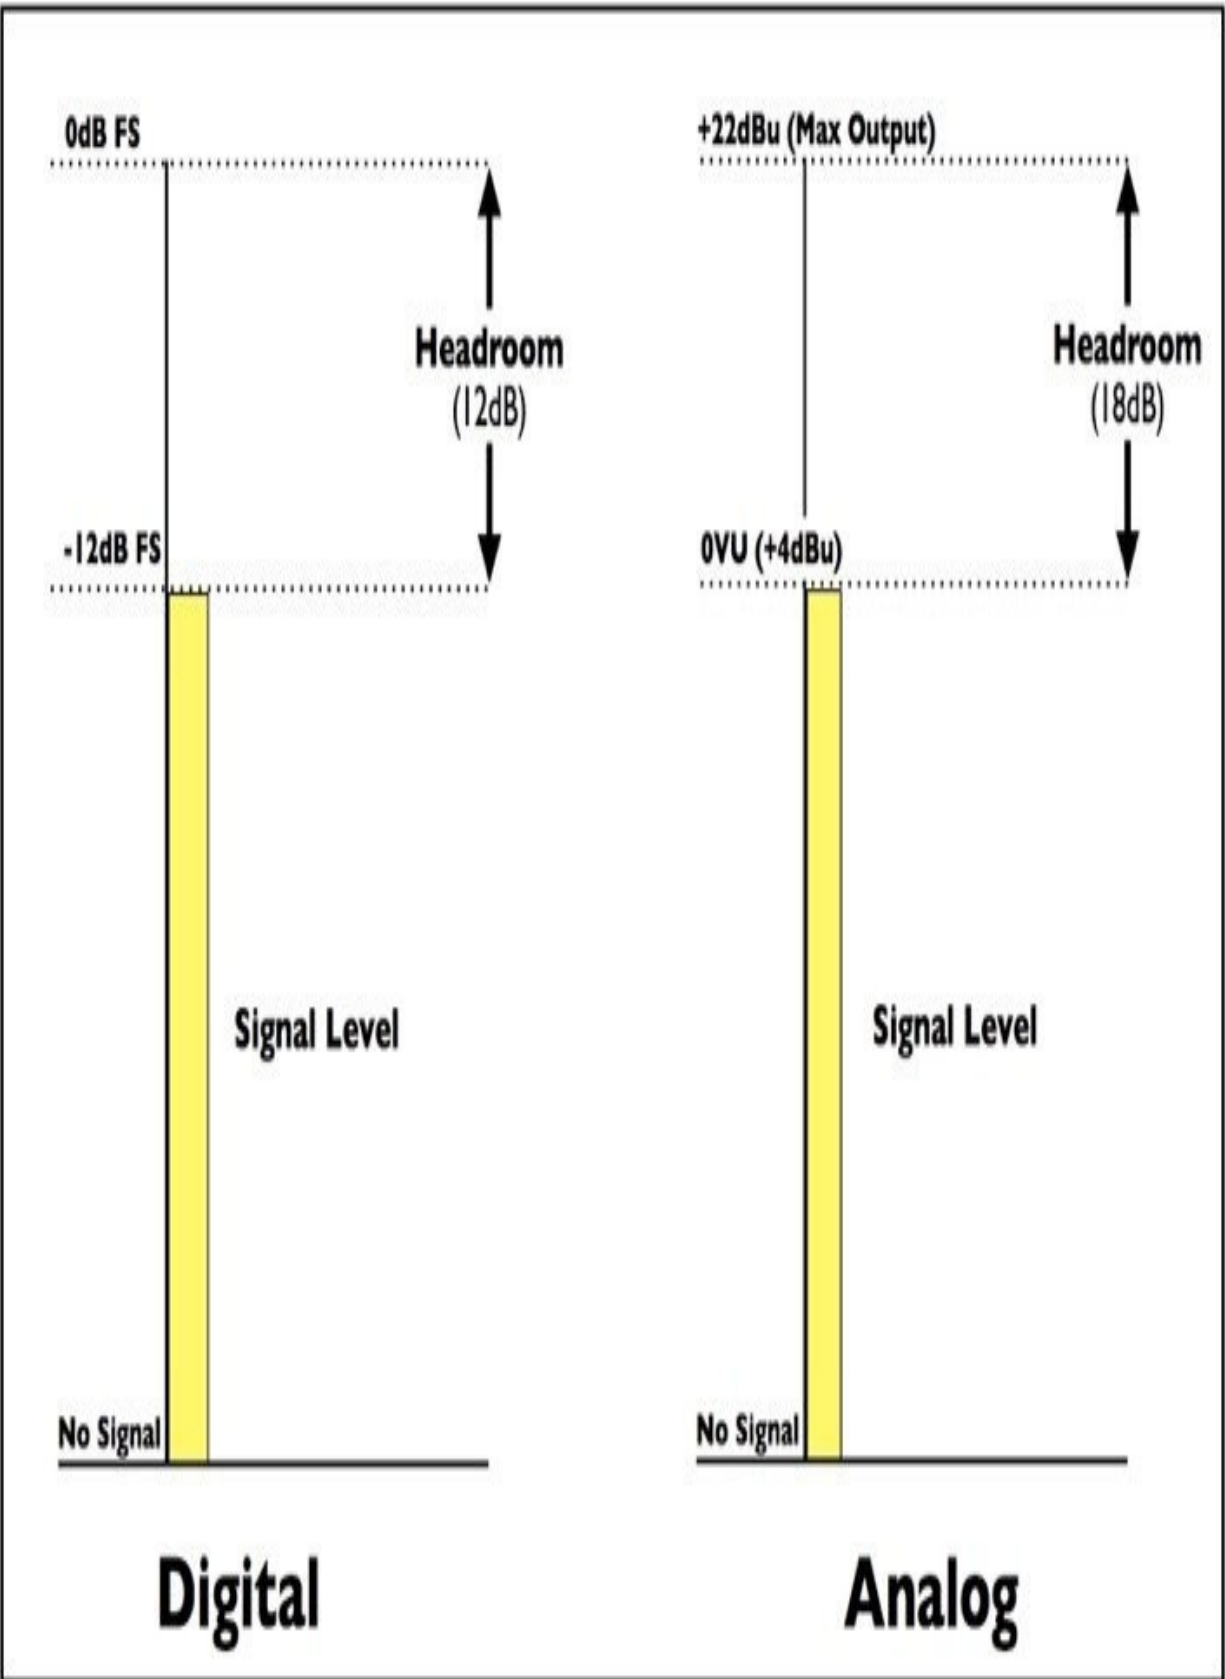 0dB FS
Headroom
(12dB)
-12dB FS
Signal Level
No Signal
Digital
+22dBu (Max Output)
Headroom
(18dB)
0VU (+4dBu)
Signal Level
No Signal
Analog